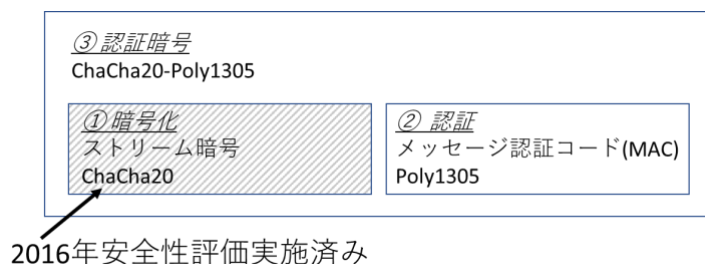 ③ 認証暗号
ChaCha20-Poly1305
① 暗号化
ストリーム暗号
ChaCha20
② 認証
メッセージ認証コード(MAC)
Poly1305
2016年安全性評価実施済み